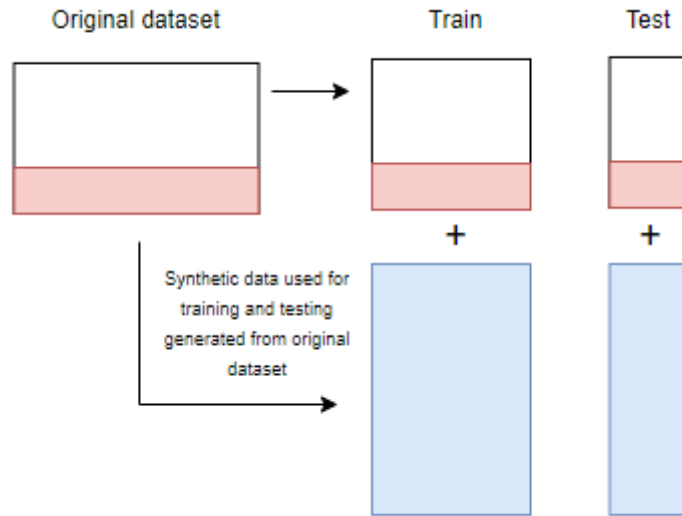 Original dataset
Train
Test
+
+
Synthetic data used for
training and testing
generated from original
dataset